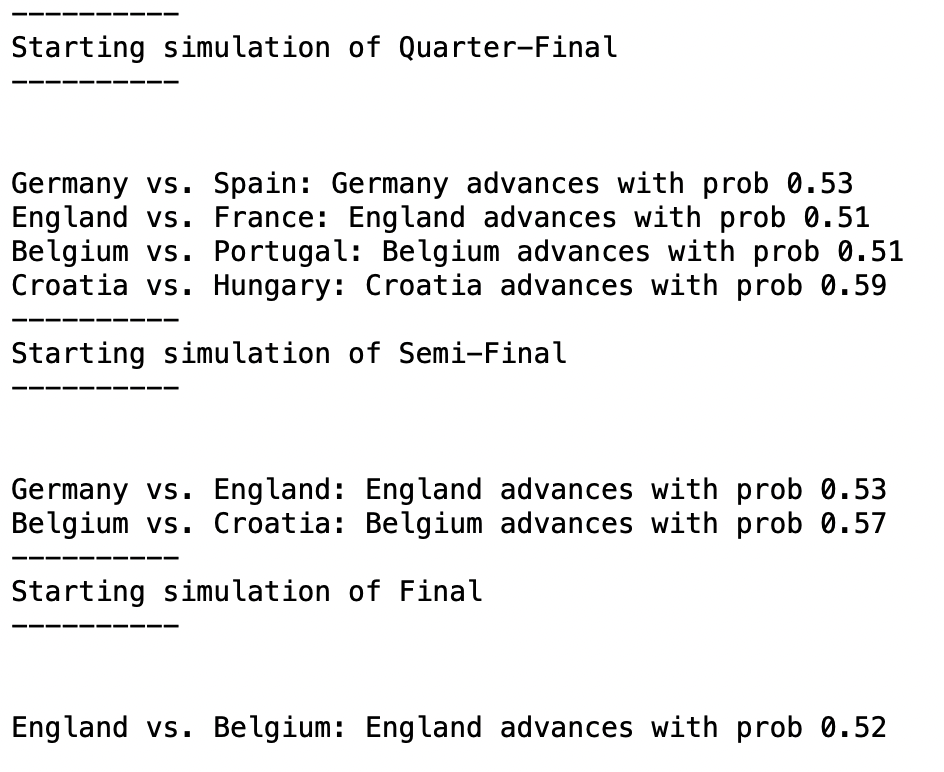 ----------
Starting simulation of Quarter-Final
----------
Germany vs. Spain: Germany advances with prob 0.53
England vs. France: England advances with prob 0.51
Belgium vs. Portugal: Belgium advances with prob 0.51
Croatia vs. Hungary: Croatia advances with prob 0.59
----------
Starting simulation of Semi-Final
----------
Germany vs. England: England advances with prob 0.53
Belgium vs. Croatia: Belgium advances with prob 0.57
----------
Starting simulation of Final
----------
England vs. Belgium: England advances with prob 0.52